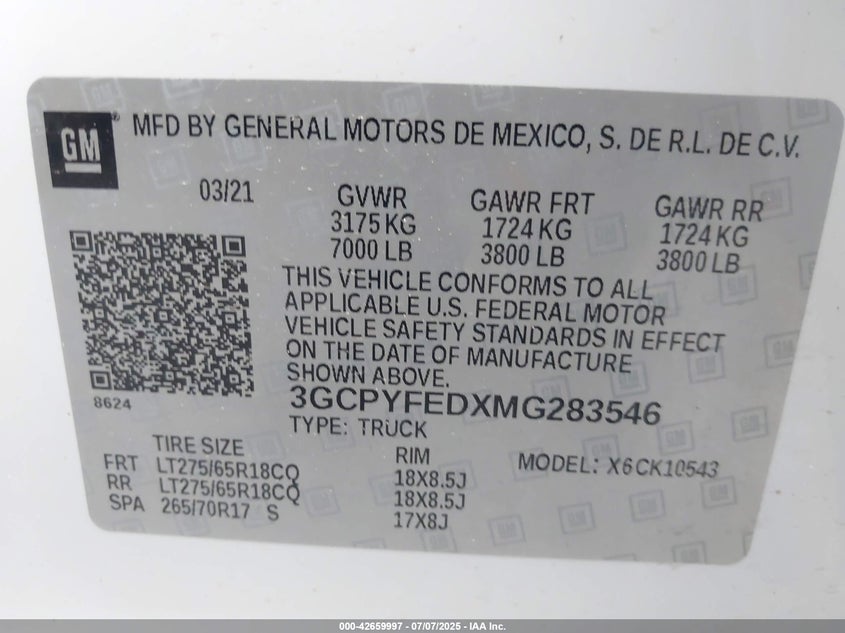 GM® MFD BY GENERAL MOTORS DE MEXICO, S. DE R.L. DE C.V.
03/21 GVWR GAWR FRT GAWR RR
3175 KG 1724 KG 1724 KG
7000 LB 3800 LB 3800 LB
THIS VEHICLE CONFORMS TO ALL
APPLICABLE U.S. FEDERAL MOTOR
VEHICLE SAFETY STANDARDS IN EFFECT
ON THE DATE OF MANUFACTURE
SHOWN ABOVE.
8624
3GCPYFEDXMG283546
TYPE: TRUCK
TIRE SIZE RIM MODEL: X6CK10543
FRT LT275/65R18CQ 18X8.5J
RR LT275/65R18CQ 18X8.5J
SPA 265/70R17 S 17X8J
000-42659997 - 07/07/2025 - IAA Inc.